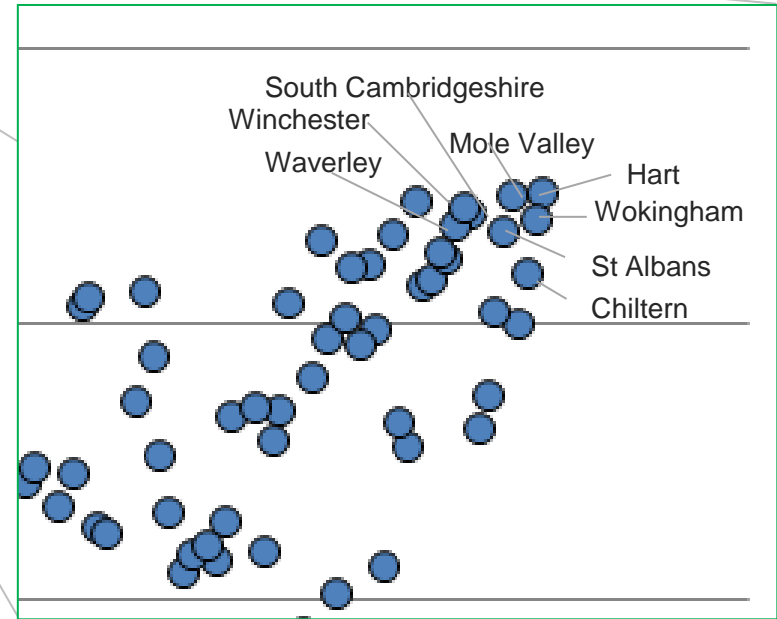 South Cambridgeshire
Winchester
Mole Valley
Waverley
Hart
Wokingham
St Albans
Chiltern